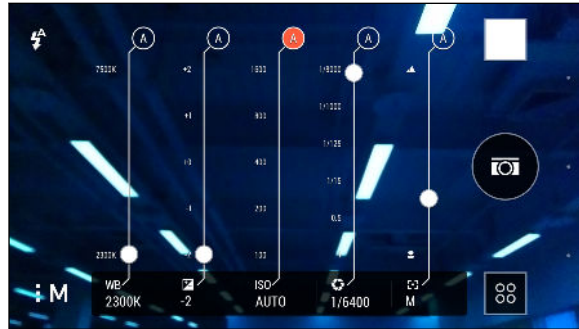 A
A A A A A
7500K +2 1600 1/8000
+1 800 1/1000
+0 400 1/125
1/15
-1 200
0.5
2300K 100
WB ISO
M 2300K -2 AUTO 1/6400 M